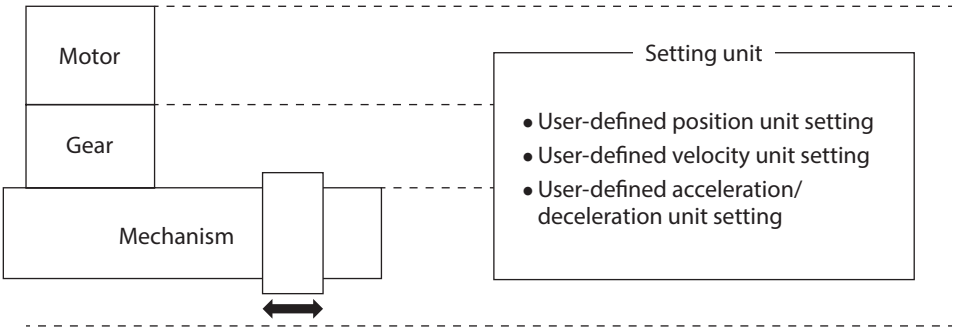 Motor
Gear
Mechanism
Setting unit
• User-defined position unit setting
• User-defined velocity unit setting
• User-defined acceleration/
deceleration unit setting